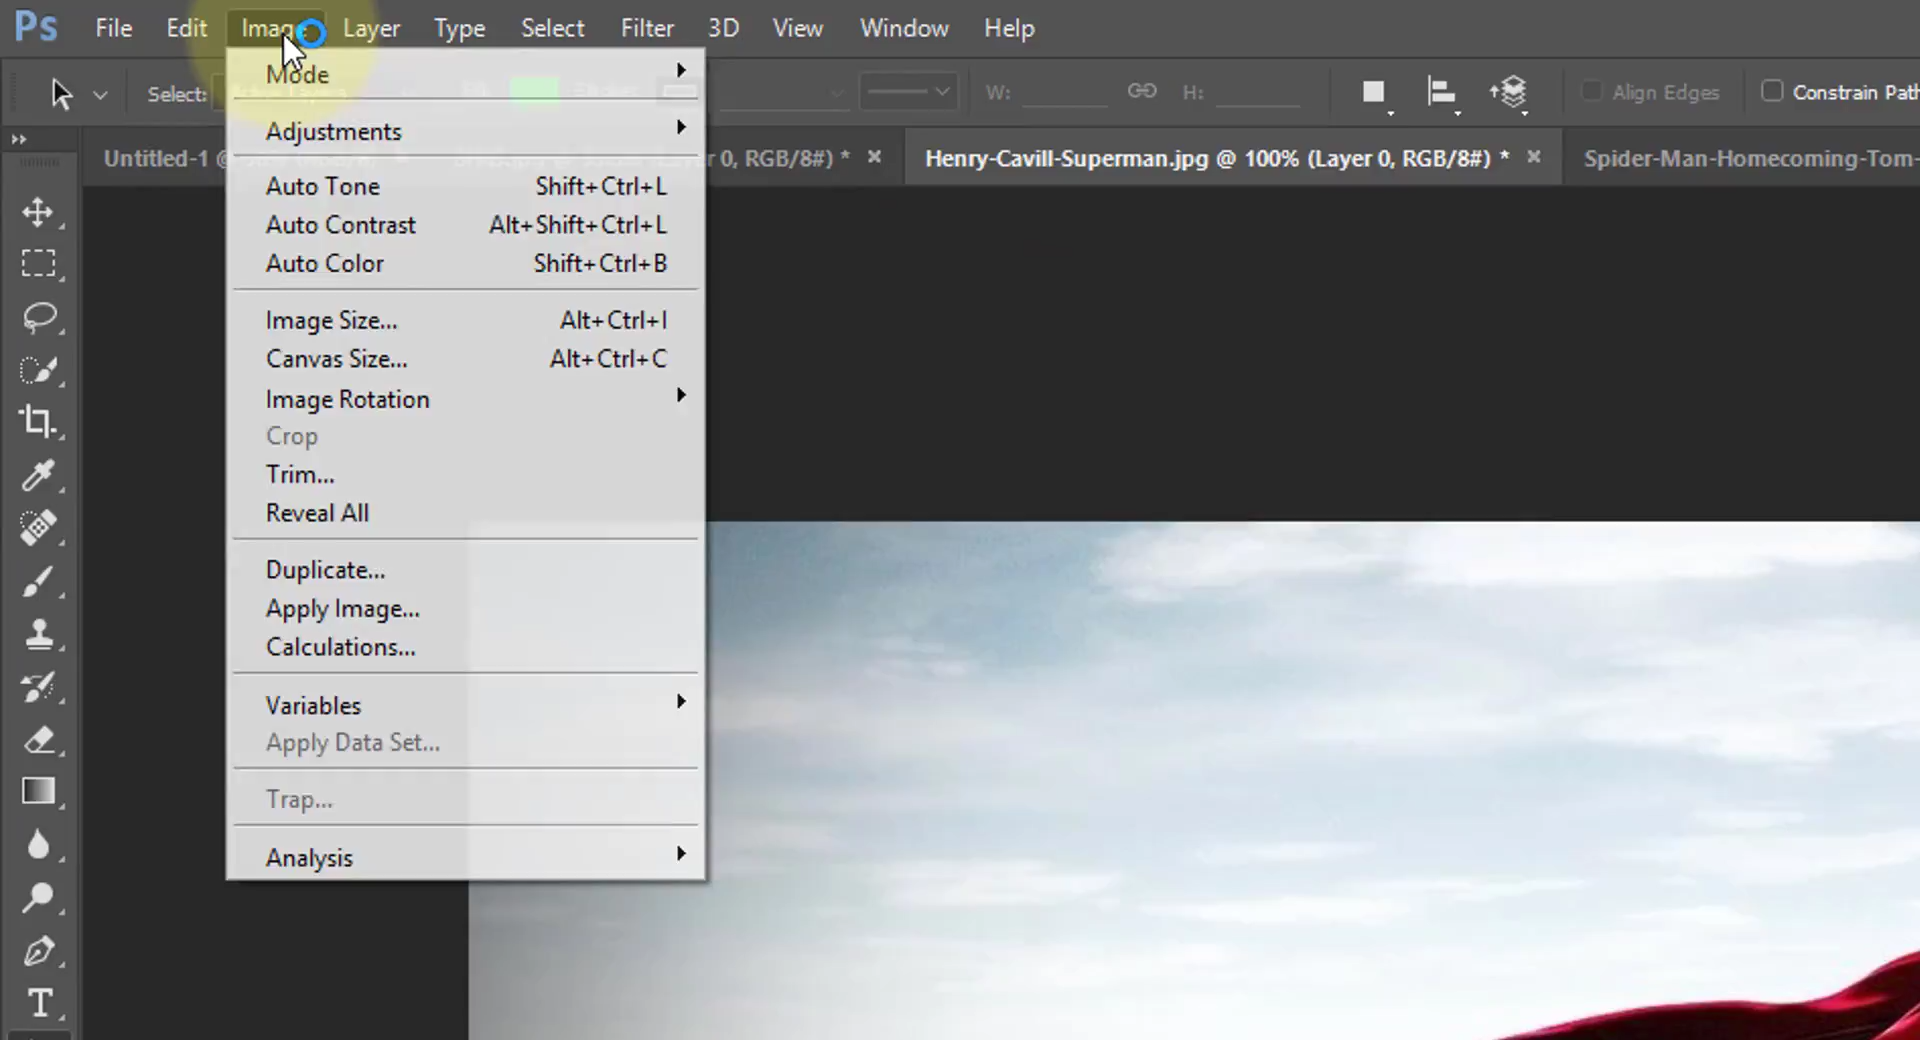 Ps File Edit Image Layer Type Select Filter 3D View Window Help
Select: W: H: Align Edges Constrain Path
Untitled-1 @ Layer 0, RGB/8#) * Henry-Cavill-Superman.jpg @ 100% (Layer 0, RGB/8#) * Spider-Man-Homecoming-Tom-
Mode
Adjustments
Auto Tone Shift+Ctrl+L
Auto Contrast Alt+Shift+Ctrl+L
Auto Color Shift+Ctrl+B
Image Size... Alt+Ctrl+I
Canvas Size... Alt+Ctrl+C
Image Rotation
Crop
Trim...
Reveal All
Duplicate...
Apply Image...
Calculations...
Variables
Apply Data Set...
Trap...
Analysis